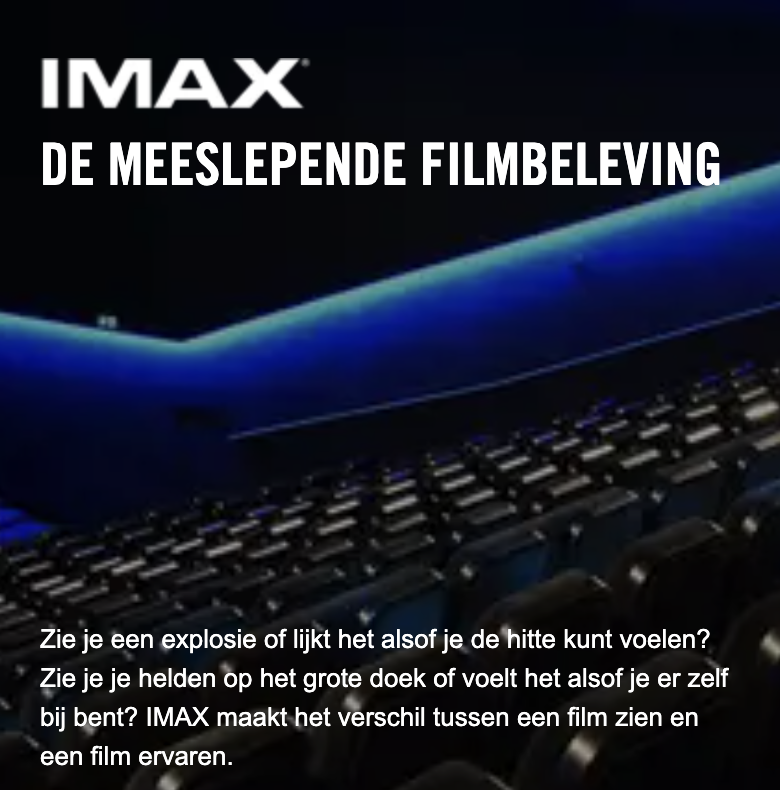 IMAX®
DE MEESLEPENDE FILMBELEVING
Zie je een explosie of lijkt het alsof je de hitte kunt voelen?
Zie je je helden op het grote doek of voelt het alsof je er zelf
bij bent? IMAX maakt het verschil tussen een film zien en
een film ervaren.